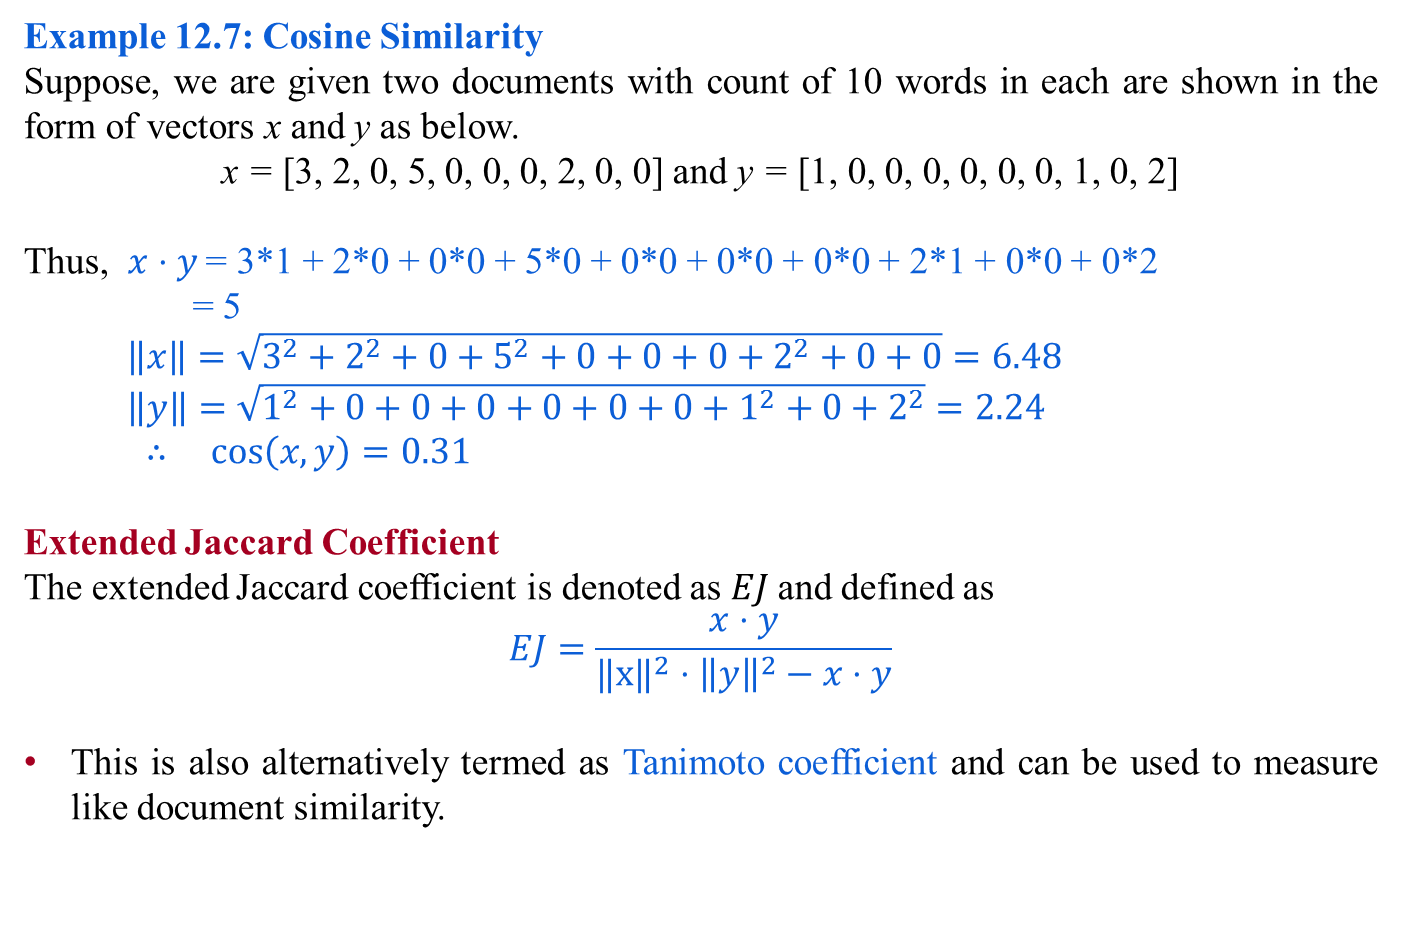 Example 12.7: Cosine Similarity
Suppose, we are given two documents with count of 10 words in each are shown in the
form of vectors x and y as below.
x = [3, 2, 0, 5, 0, 0, 0, 2, 0, 0] and y = [1, 0, 0, 0, 0, 0, 0, 1, 0, 2]
Thus, x · y = 3*1 + 2*0 + 0*0 + 5*0 + 0*0 + 0*0 + 0*0 + 2*1 + 0*0 + 0*2
= 5
‖x‖ = √(3² + 2² + 0 + 5² + 0 + 0 + 0 + 2² + 0 + 0) = 6.48
‖y‖ = √(1² + 0 + 0 + 0 + 0 + 0 + 0 + 1² + 0 + 2²) = 2.24
∴ cos(x, y) = 0.31
Extended Jaccard Coefficient
The extended Jaccard coefficient is denoted as EJ and defined as
EJ = x · y / ‖x‖² · ‖y‖² − x · y
• This is also alternatively termed as Tanimoto coefficient and can be used to measure
like document similarity.